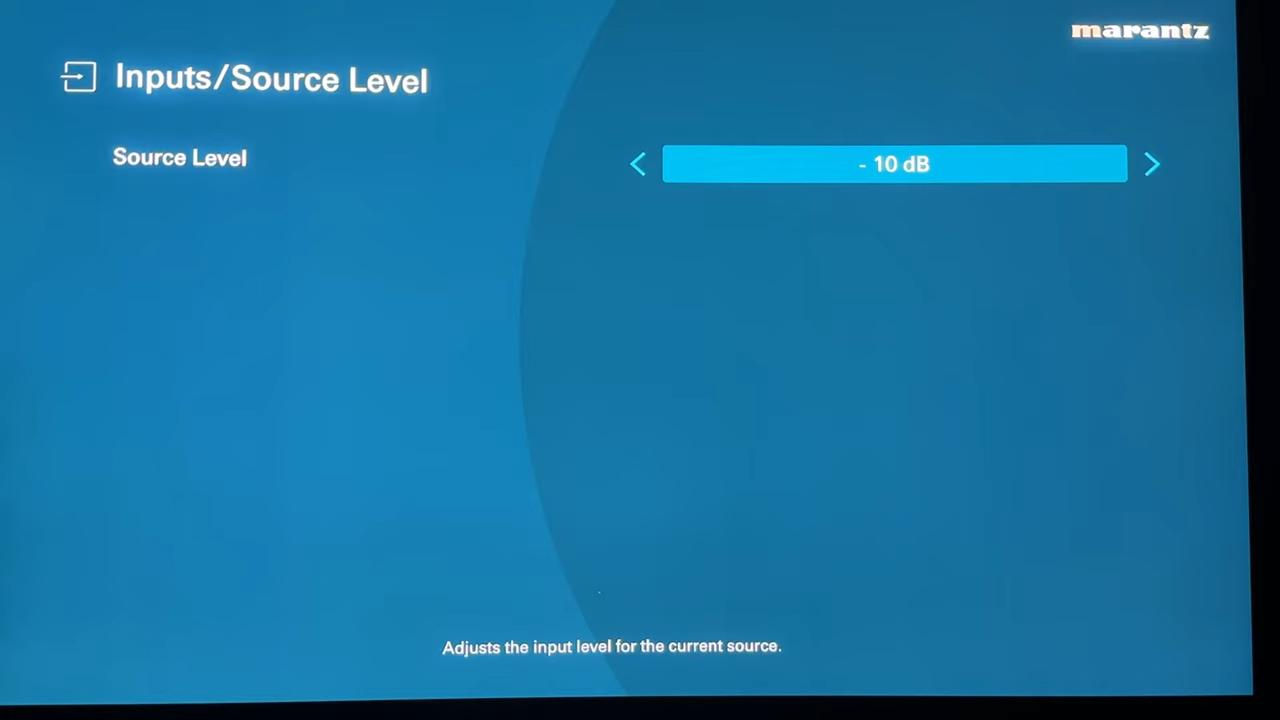 marantz
Inputs/Source Level
Source Level
- 10 dB
Adjusts the input level for the current source.